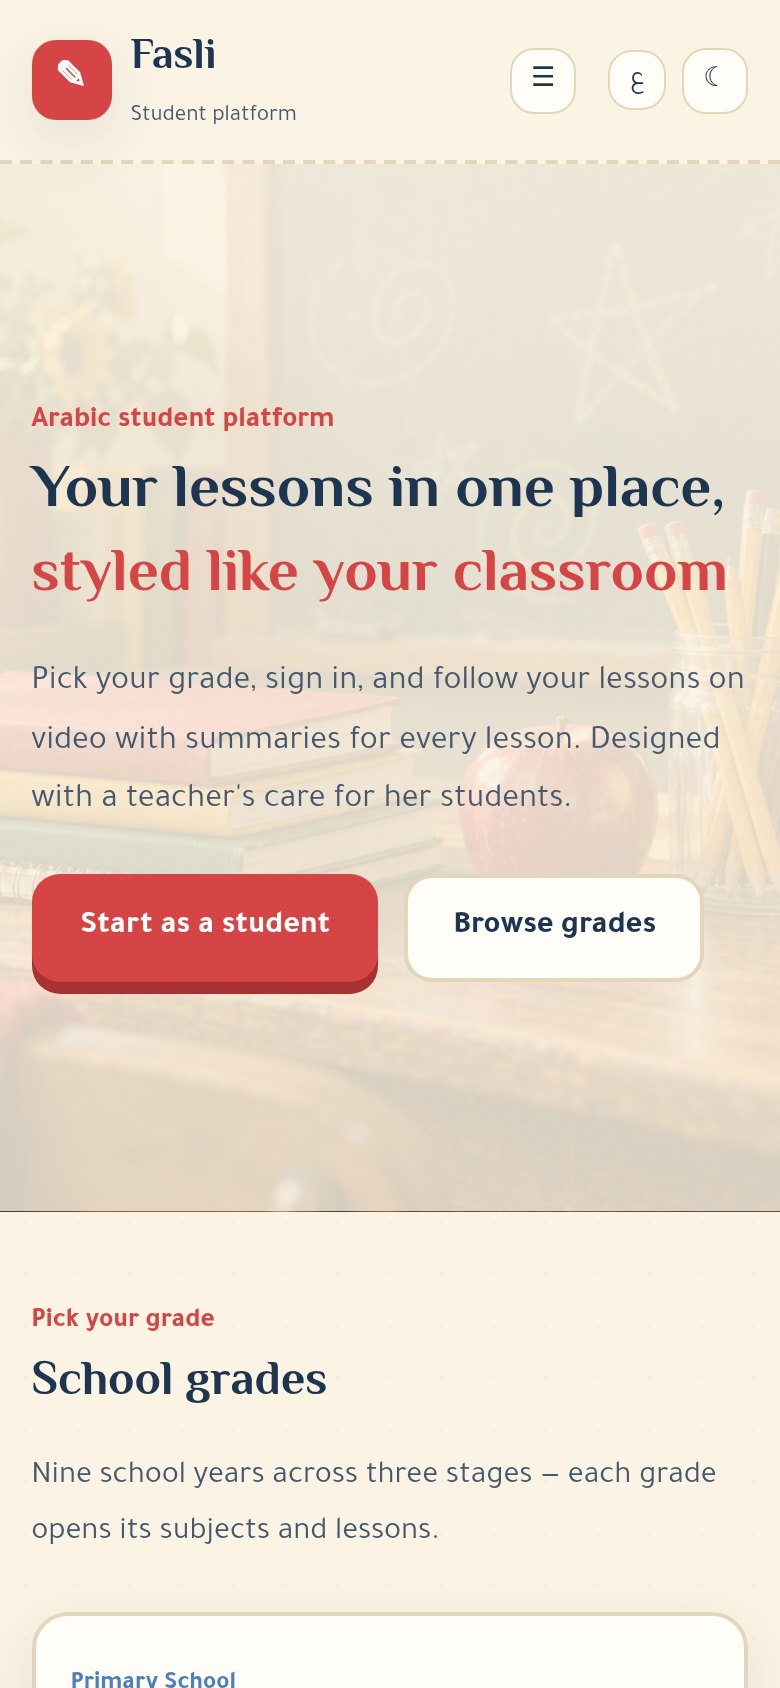 Fasli
Student platform
☰
ع
☾
Arabic student platform
Your lessons in one place,
styled like your classroom
Pick your grade, sign in, and follow your lessons on
video with summaries for every lesson. Designed
with a teacher's care for her students.
Start as a student
Browse grades
Pick your grade
School grades
Nine school years across three stages – each grade
opens its subjects and lessons.
Primary School